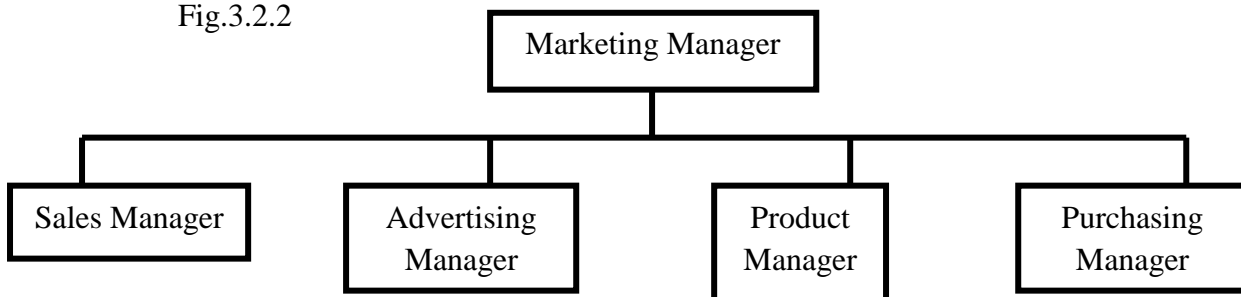 Fig.3.2.2
Marketing Manager
Sales Manager
Advertising
Manager
Product
Manager
Purchasing
Manager